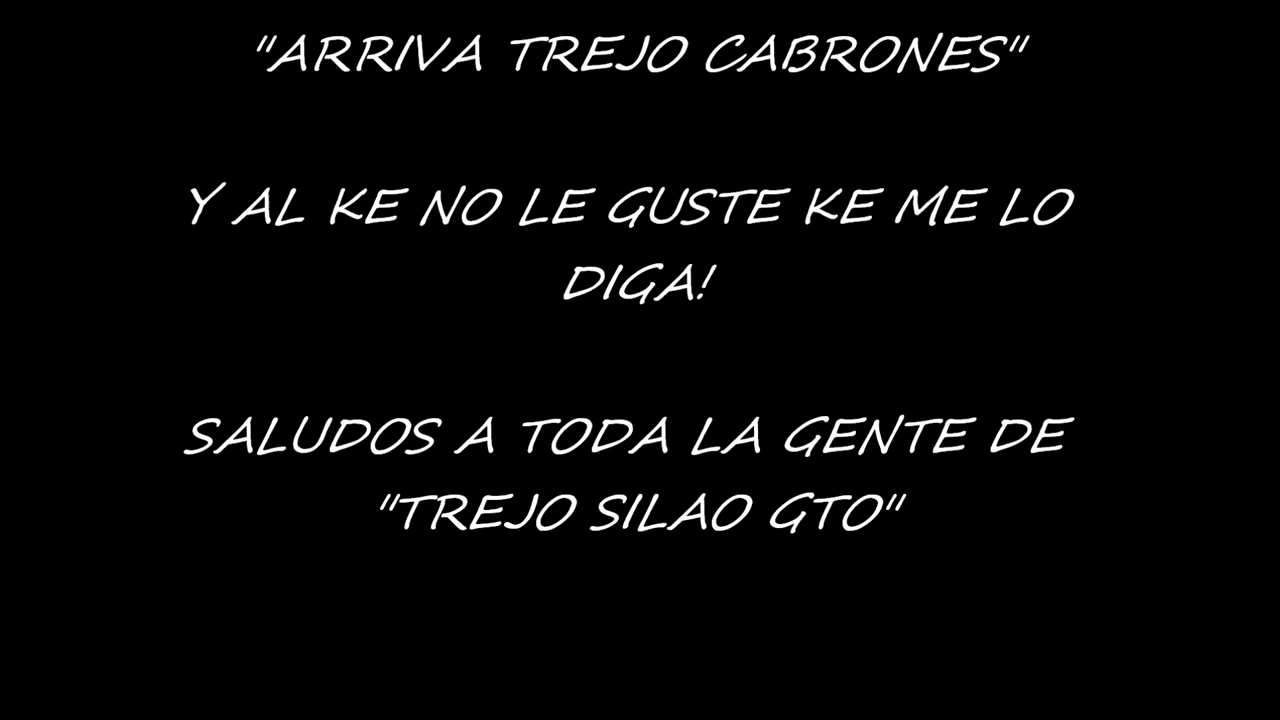 "ARRIVA TREJO CABRONES"
Y AL KE NO LE GUSTE KE ME LO
DIGA!
SALUDOS A TODA LA GENTE DE
"TREJO SILAO GTO"